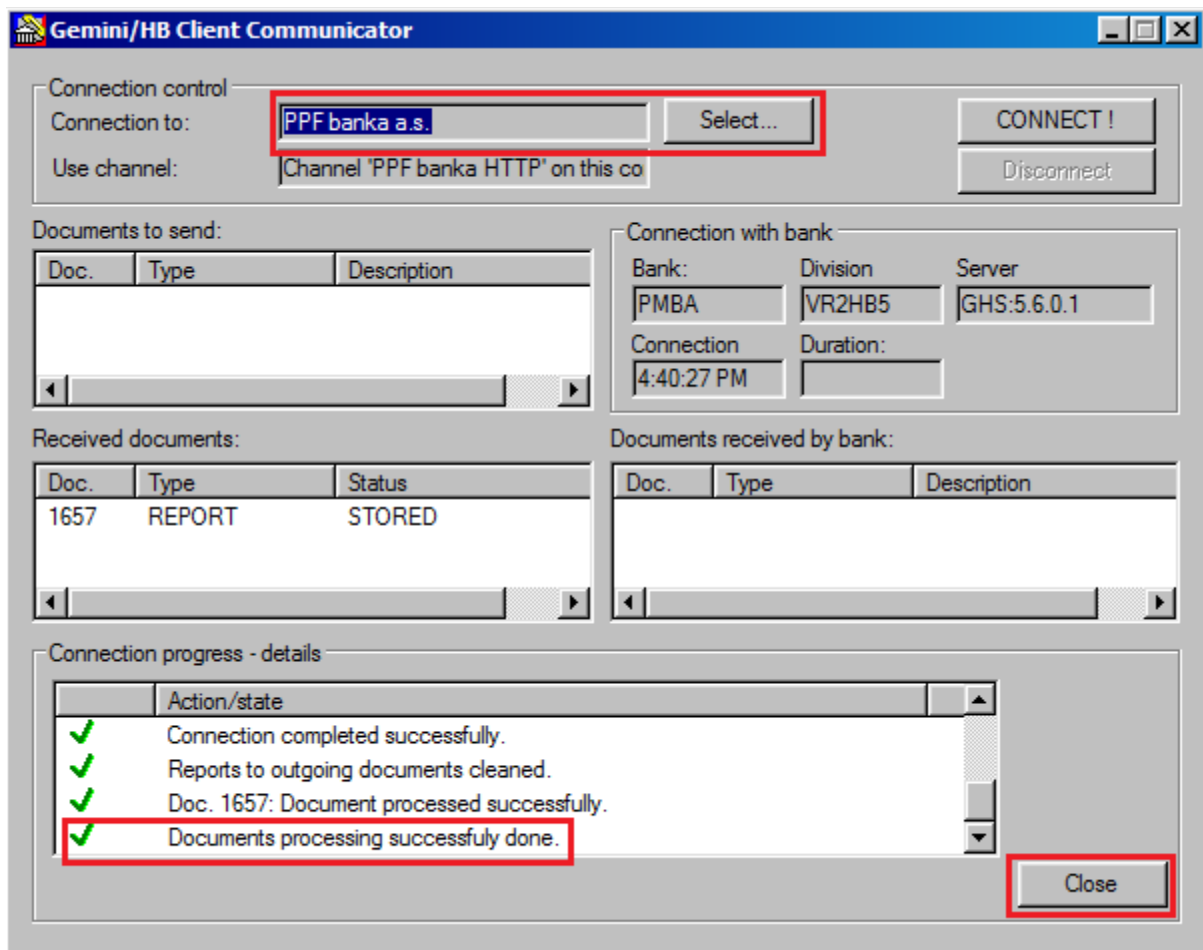 Gemini/HB Client Communicator
Connection control
Connection to: PPF banka a.s. Select... CONNECT !
Use channel: Channel 'PPF banka HTTP' on this co Disconnect
Documents to send:
Doc. Type Description
Connection with bank
Bank: Division Server
PMBA VR2HB5 GHS:5.6.0.1
Connection Duration:
4:40:27 PM
Received documents:
Doc. Type Status
1657 REPORT STORED
Documents received by bank:
Doc. Type Description
Connection progress - details
Action/state
Connection completed successfully.
Reports to outgoing documents cleaned.
Doc. 1657: Document processed successfully.
Documents processing successfuly done.
Close